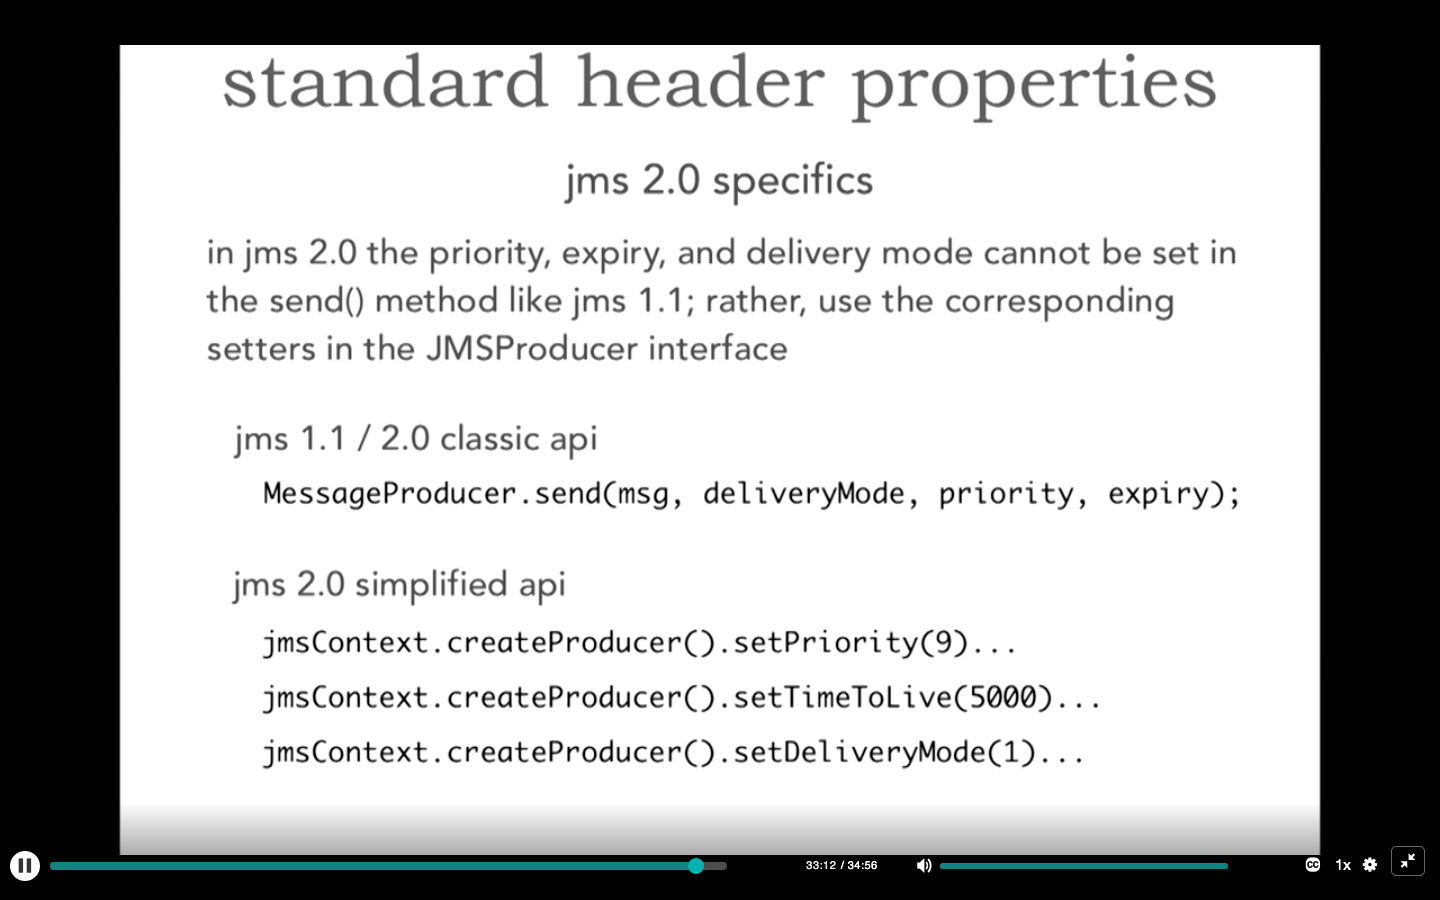 standard header properties
jms 2.0 specifics
in jms 2.0 the priority, expiry, and delivery mode cannot be set in
the send() method like jms 1.1; rather, use the corresponding
setters in the JMSProducer interface
jms 1.1 / 2.0 classic api
MessageProducer.send(msg, deliveryMode, priority, expiry);
jms 2.0 simplified api
jmsContext.createProducer().setPriority(9)...
jmsContext.createProducer().setTimeToLive(5000)...
jmsContext.createProducer().setDeliveryMode(1)...
33:12 / 34:56 CC 1x